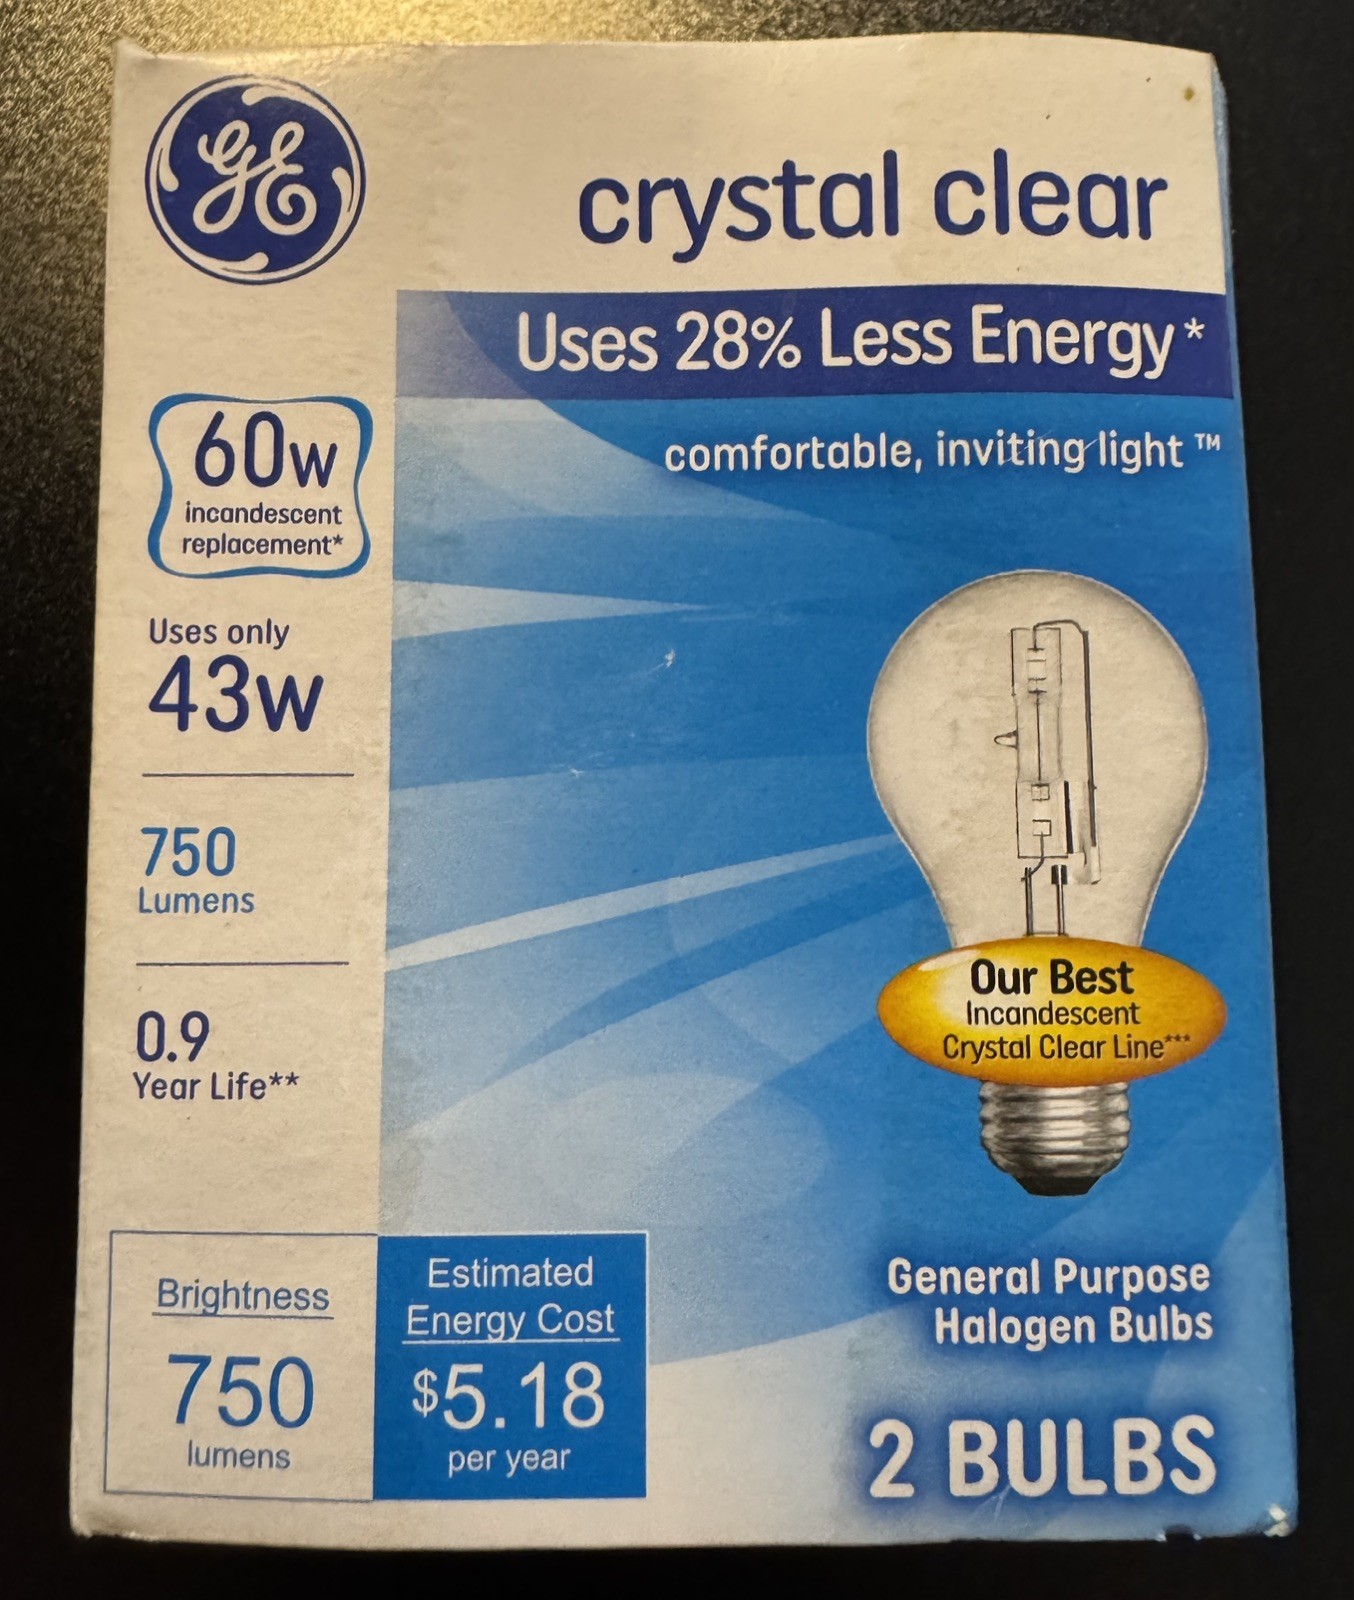 GE
crystal clear
Uses 28% Less Energy*
comfortable, inviting light™
60w
incandescent
replacement*
Uses only
43w
750
Lumens
0.9
Year Life**
Our Best
Incandescent
Crystal Clear Line***
Brightness
750
lumens
Estimated
Energy Cost
$5.18
per year
General Purpose
Halogen Bulbs
2 BULBS